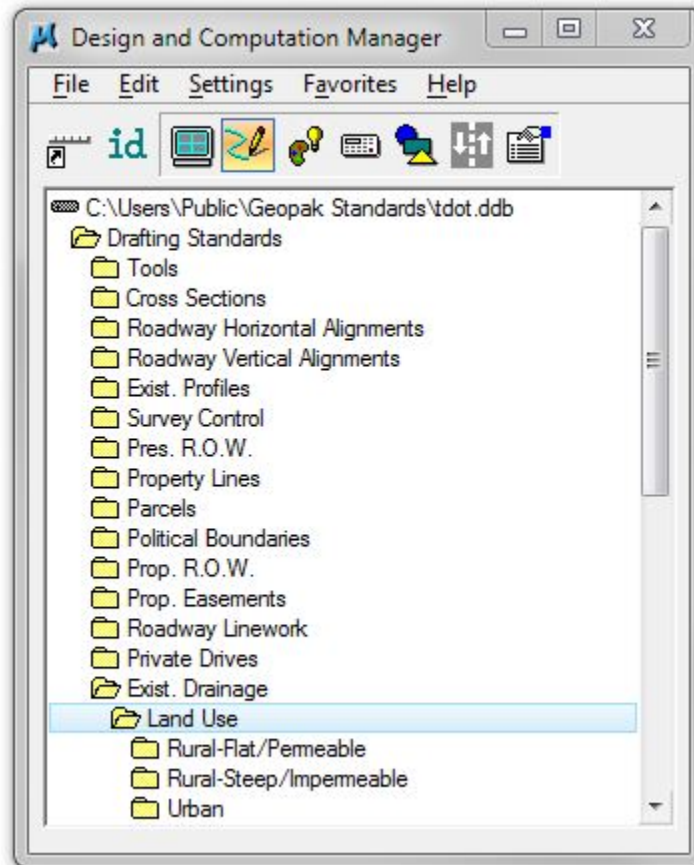 Design and Computation Manager
File Edit Settings Favorites Help
id
C:\Users\Public\Geopak Standards\tdot.ddb
Drafting Standards
Tools
Cross Sections
Roadway Horizontal Alignments
Roadway Vertical Alignments
Exist. Profiles
Survey Control
Pres. R.O.W.
Property Lines
Parcels
Political Boundaries
Prop. R.O.W.
Prop. Easements
Roadway Linework
Private Drives
Exist. Drainage
Land Use
Rural-Flat/Permeable
Rural-Steep/Impermeable
Urban